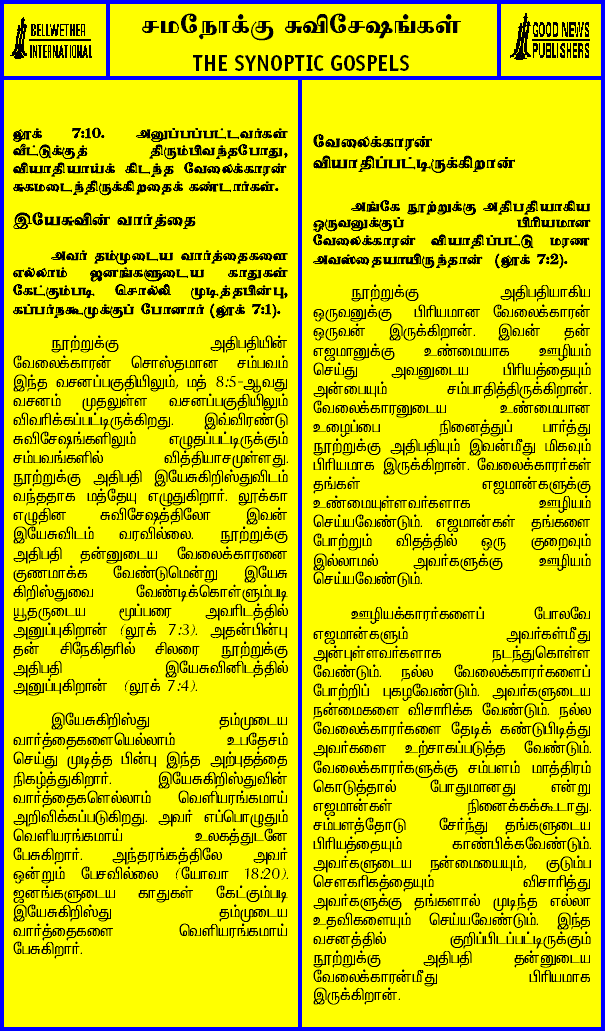 BELLWETHER
INTERNATIONAL
சமநோக்கு சுவிசேஷங்கள்
THE SYNOPTIC GOSPELS
GOOD NEWS
PUBLISHERS
லூக் 7:10. அனுப்பப்பட்டவர்கள்
வீட்டுக்குத் திரும்பிவந்தபோது,
வியாதியாய்க் கிடந்த வேலைக்காரன்
சுகமடைந்திருக்கிறதைக் கண்டார்கள்.
இயேசுவின் வார்த்தை
அவர் தம்முடைய வார்த்தைகளை
எல்லாம் ஜனங்களுடைய காதுகள்
கேட்கும்படி சொல்லி முடித்தபின்பு,
கப்பர்நகூமுக்குப் போனார் (லூக் 7:1).
நூற்றுக்கு அதிபதியின்
வேலைக்காரன் சொஸ்தமான சம்பவம்
இந்த வசனப்பகுதியிலும், மத் 8:5-ஆவது
வசனம் முதலுள்ள வசனப்பகுதியிலும்
விவரிக்கப்பட்டிருக்கிறது. இவ்விரண்டு
சுவிசேஷங்களிலும் எழுதப்பட்டிருக்கும்
சம்பவங்களில் வித்தியாசமுள்ளது.
நூற்றுக்கு அதிபதி இயேசுகிறிஸ்துவிடம்
வந்ததாக மத்தேயு எழுதுகிறார். லூக்கா
எழுதின சுவிசேஷத்திலோ இவன்
இயேசுவிடம் வரவில்லை. நூற்றுக்கு
அதிபதி தன்னுடைய வேலைக்காரனை
குணமாக்க வேண்டுமென்று இயேசு
கிறிஸ்துவை வேண்டிக்கொள்ளும்படி
யூதருடைய மூப்பரை அவரிடத்தில்
அனுப்புகிறான் (லூக் 7:3). அதன்பின்பு
தன் சிநேகிதரில் சிலரை நூற்றுக்கு
அதிபதி இயேசுவினிடத்தில்
அனுப்புகிறான் (லூக் 7:4).
இயேசுகிறிஸ்து தம்முடைய
வார்த்தைகளையெல்லாம் உபதேசம்
செய்து முடித்த பின்பு இந்த அற்புதத்தை
நிகழ்த்துகிறார். இயேசுகிறிஸ்துவின்
வார்த்தைகளெல்லாம் வெளியரங்கமாய்
அறிவிக்கப்படுகிறது. அவர் எப்பொழுதும்
வெளியரங்கமாய் உலகத்துடனே
பேசுகிறார். அந்தரங்கத்திலே அவர்
ஒன்றும் பேசவில்லை (யோவா 18:20).
ஜனங்களுடைய காதுகள் கேட்கும்படி
இயேசுகிறிஸ்து தம்முடைய
வார்த்தைகளை வெளியரங்கமாய்
பேசுகிறார்.
வேலைக்காரன்
வியாதிப்பட்டிருக்கிறான்
அங்கே நூற்றுக்கு அதிபதியாகிய
ஒருவனுக்குப் பிரியமான
வேலைக்காரன் வியாதிப்பட்டு மரண
அவஸ்தையாயிருந்தான் (லூக் 7:2).
நூற்றுக்கு அதிபதியாகிய
ஒருவனுக்கு பிரியமான வேலைக்காரன்
ஒருவன் இருக்கிறான். இவன் தன்
எஜமானுக்கு உண்மையாக ஊழியம்
செய்து அவனுடைய பிரியத்தையும்
அன்பையும் சம்பாதித்திருக்கிறான்.
வேலைக்காரனுடைய உண்மையான
உழைப்பை நினைத்துப் பார்த்து
நூற்றுக்கு அதிபதியும் இவன்மீது மிகவும்
பிரியமாக இருக்கிறான். வேலைக்காரர்கள்
தங்கள் எஜமான்களுக்கு
உண்மையுள்ளவர்களாக ஊழியம்
செய்யவேண்டும். எஜமான்கள் தங்களை
போற்றும் விதத்தில் ஒரு குறைவும்
இல்லாமல் அவர்களுக்கு ஊழியம்
செய்யவேண்டும்.
ஊழியக்காரர்களைப் போலவே
எஜமான்களும் அவர்கள்மீது
அன்புள்ளவர்களாக நடந்துகொள்ள
வேண்டும். நல்ல வேலைக்காரர்களைப்
போற்றிப் புகழவேண்டும். அவர்களுடைய
நன்மைகளை விசாரிக்க வேண்டும். நல்ல
வேலைக்காரர்களை தேடிக் கண்டுபிடித்து
அவர்களை உற்சாகப்படுத்த வேண்டும்.
வேலைக்காரர்களுக்கு சம்பளம் மாத்திரம்
கொடுத்தால் போதுமானது என்று
எஜமான்கள் நினைக்கக்கூடாது.
சம்பளத்தோடு சேர்ந்து தங்களுடைய
பிரியத்தையும் காண்பிக்கவேண்டும்.
அவர்களுடைய நன்மையையும், குடும்ப
சௌகரிகத்தையும் விசாரித்து
அவர்களுக்கு தங்களால் முடிந்த எல்லா
உதவிகளையும் செய்யவேண்டும். இந்த
வசனத்தில் குறிப்பிடப்பட்டிருக்கும்
நூற்றுக்கு அதிபதி தன்னுடைய
வேலைக்காரன்மீது பிரியமாக
இருக்கிறான்.